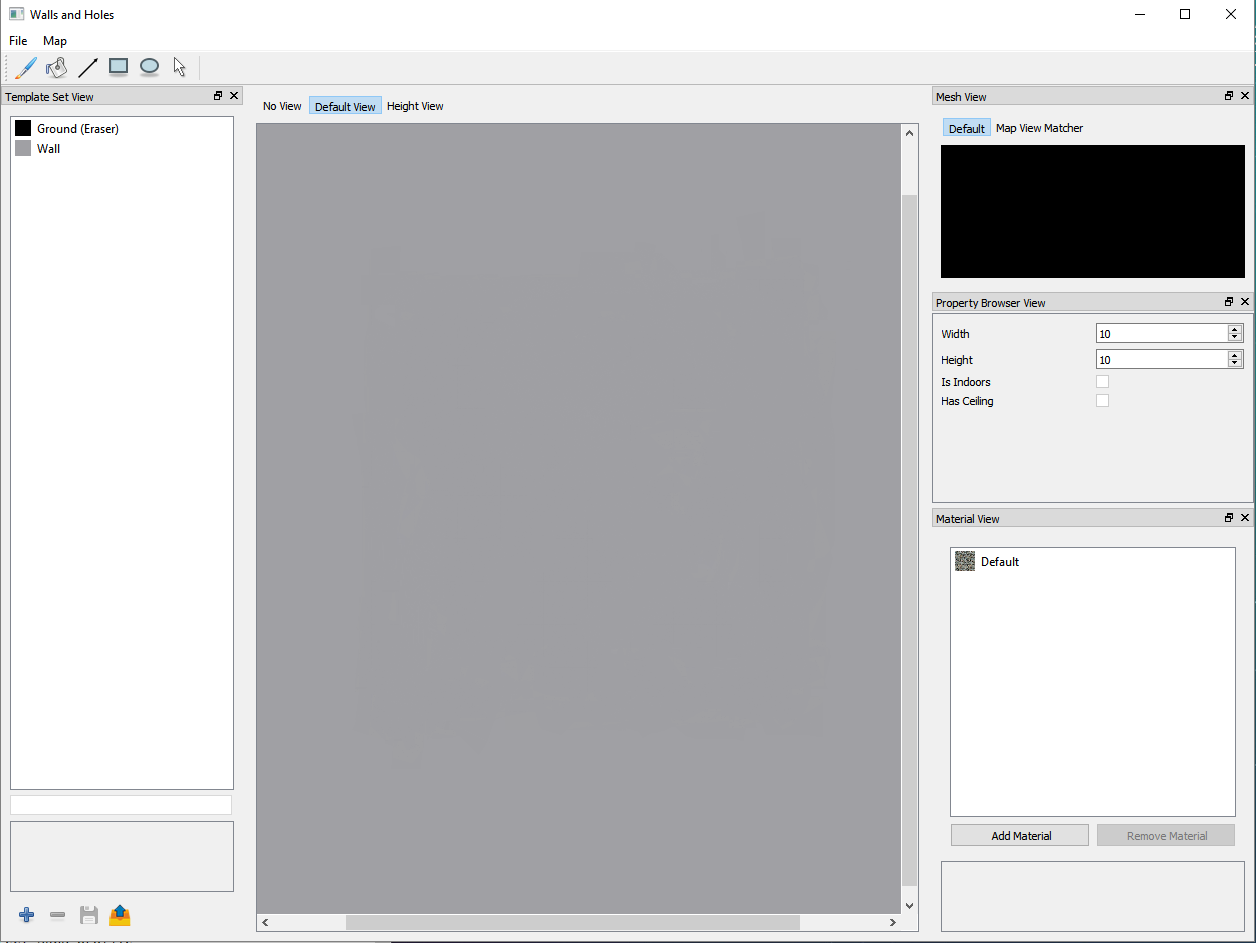 Walls and Holes
File Map
Template Set View
Ground (Eraser)
Wall
No View Default View Height View
Mesh View
Default Map View Matcher
Property Browser View
Width 10
Height 10
Is Indoors
Has Ceiling
Material View
Default
Add Material Remove Material